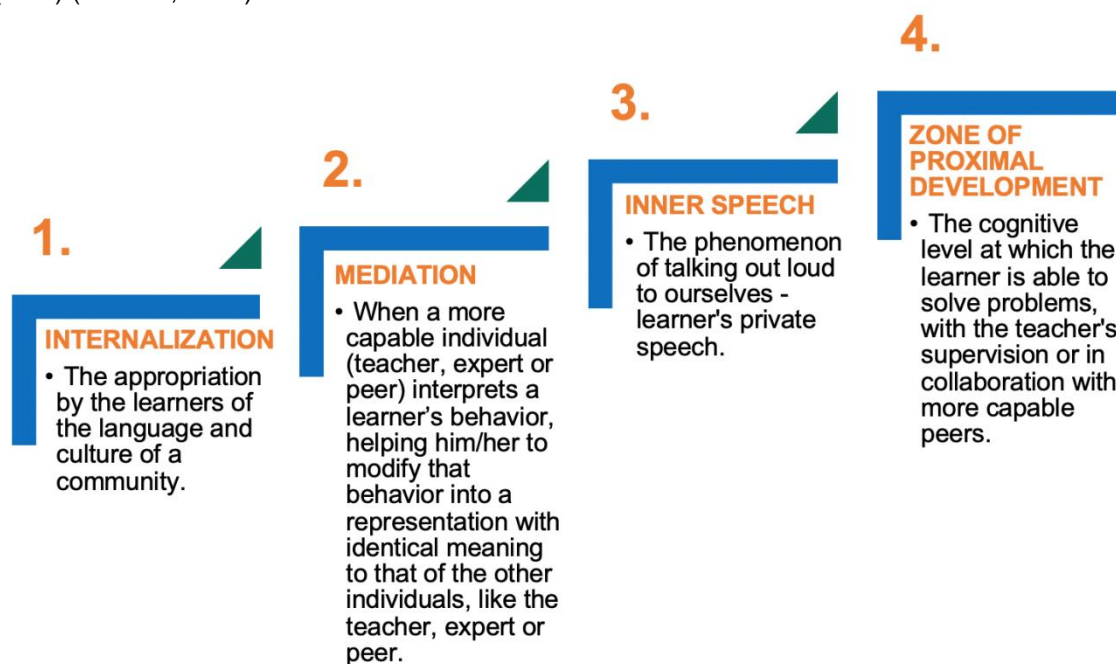 1.
INTERNALIZATION
• The appropriation
by the learners of
the language and
culture of a
community.
2.
MEDIATION
• When a more
capable individual
(teacher, expert or
peer) interprets a
learner's behavior,
helping him/her to
modify that
behavior into a
representation with
identical meaning
to that of the other
individuals, like the
teacher, expert or
peer.
3.
INNER SPEECH
• The phenomenon
of talking out loud
to ourselves -
learner's private
speech.
4.
ZONE OF
PROXIMAL
DEVELOPMENT
• The cognitive
level at which the
learner is able to
solve problems,
with the teacher's
supervision or in
collaboration with
more capable
peers.